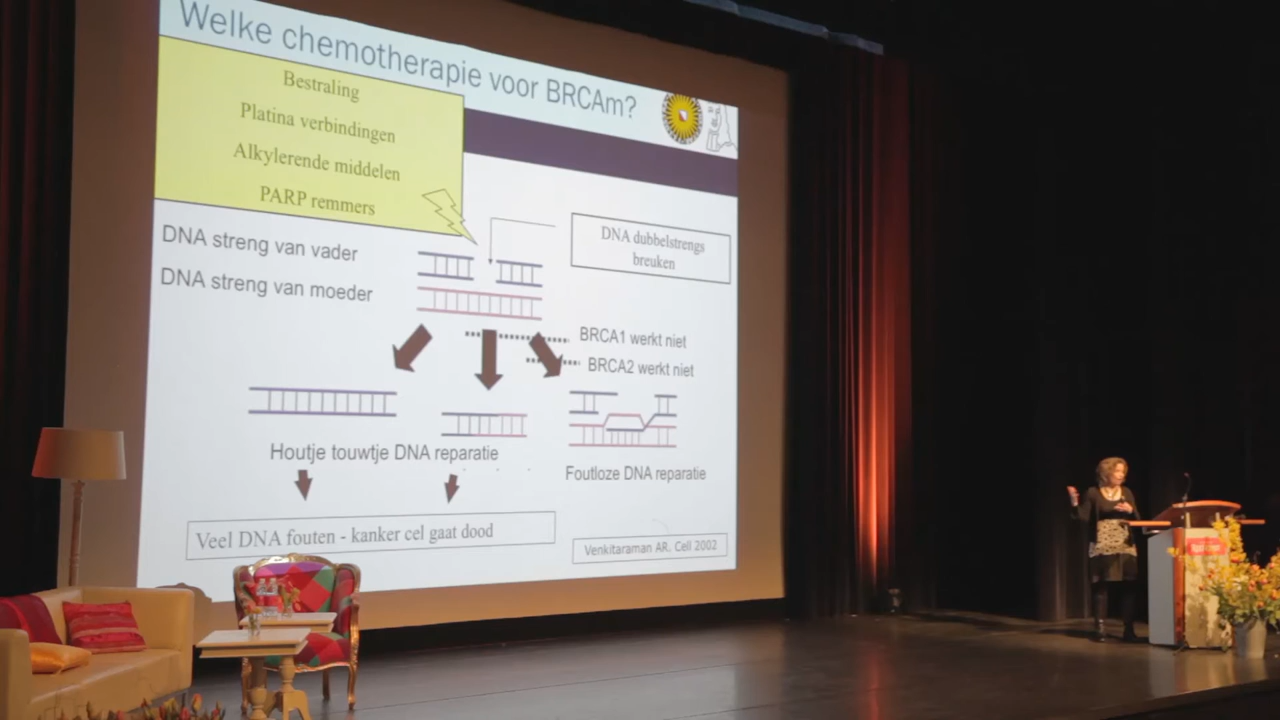 Welke chemotherapie voor BRCAm?
Bestraling
Platina verbindingen
Alkylerende middelen
PARP remmers
DNA streng van vader
DNA streng van moeder
DNA dubbelstrengs
breuken
BRCA1 werkt niet
BRCA2 werkt niet
Houtje touwtje DNA reparatie
Foutloze DNA reparatie
Veel DNA fouten - kanker cel gaat dood
Venkitaraman AR. Cell 2002